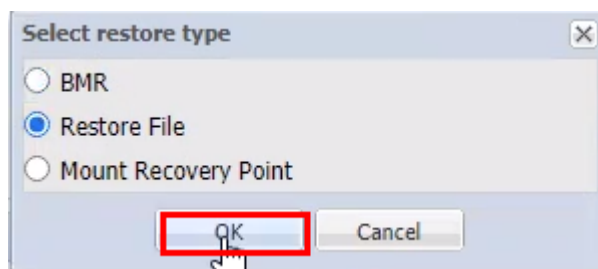 Select restore type
BMR
Restore File
Mount Recovery Point
OK Cancel